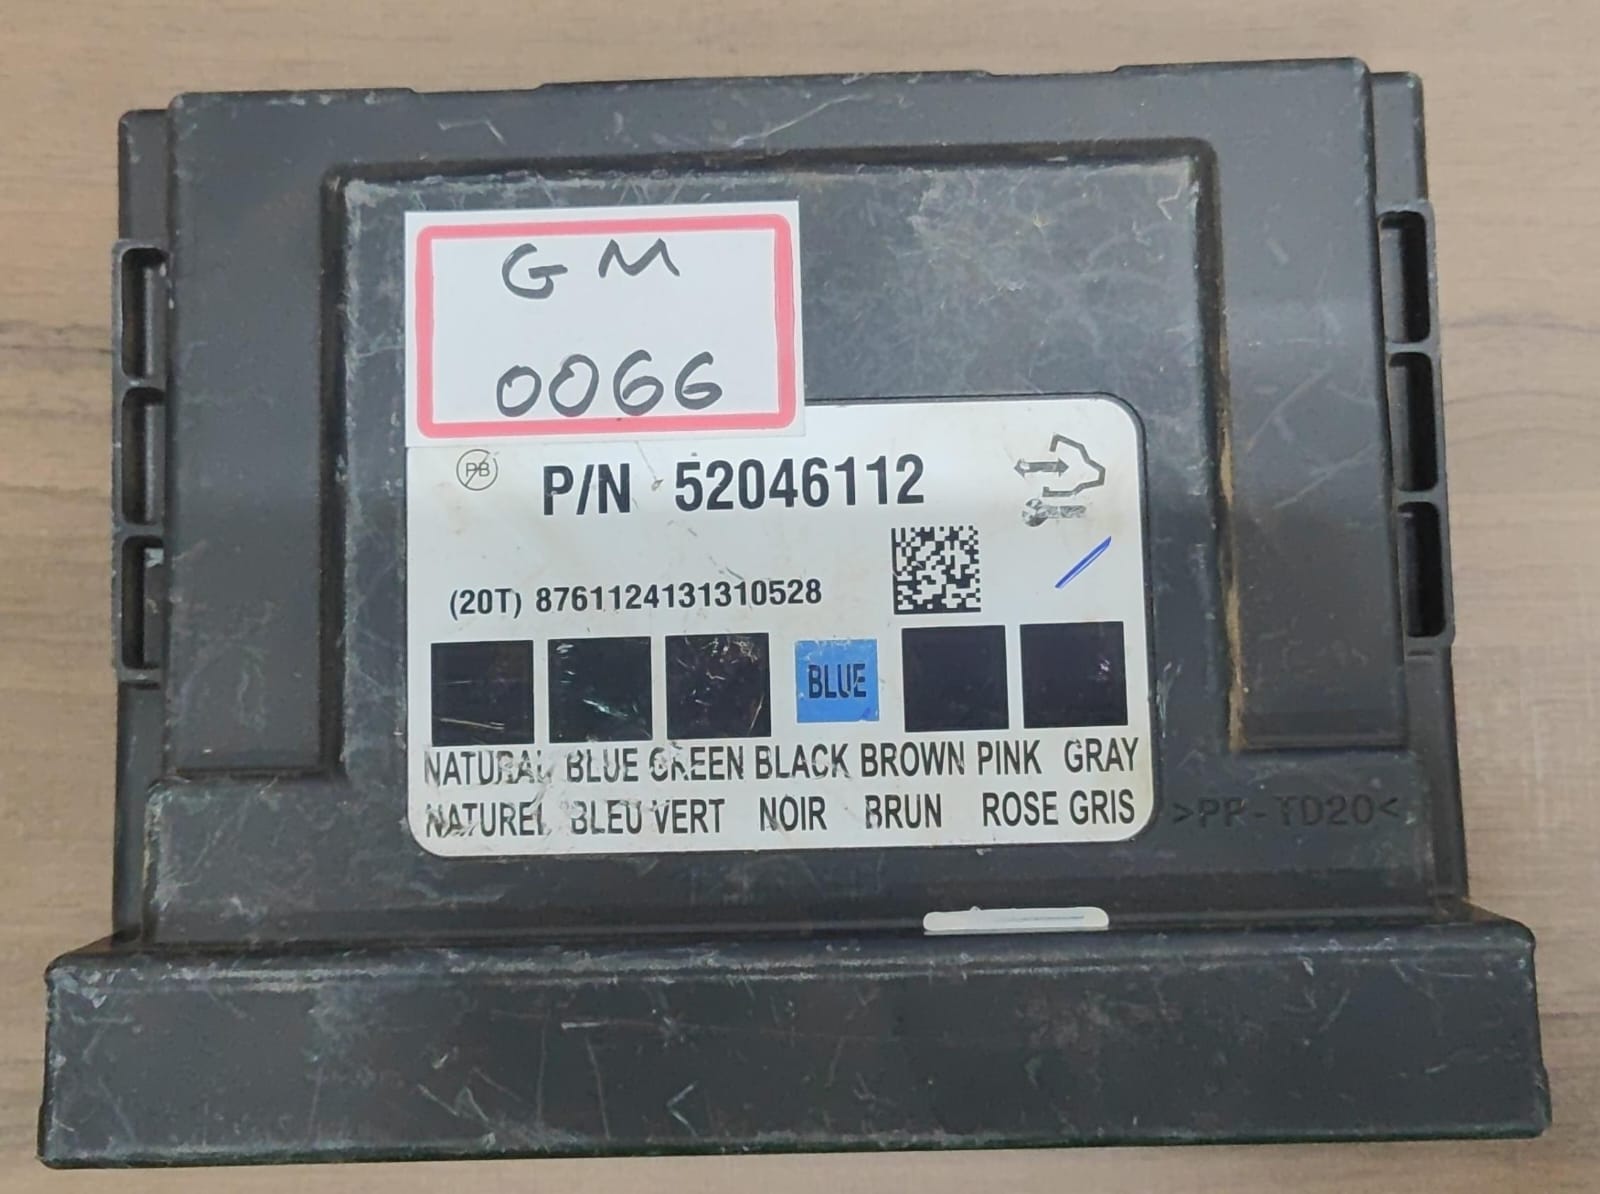 GM
0066
PB
P/N 52046112
(20T) 8761124131310528
BLUE
NATURAL BLUE GREEN BLACK BROWN PINK GRAY
NATUREL BLEU VERT NOIR BRUN ROSE GRIS
>PP-TD20<